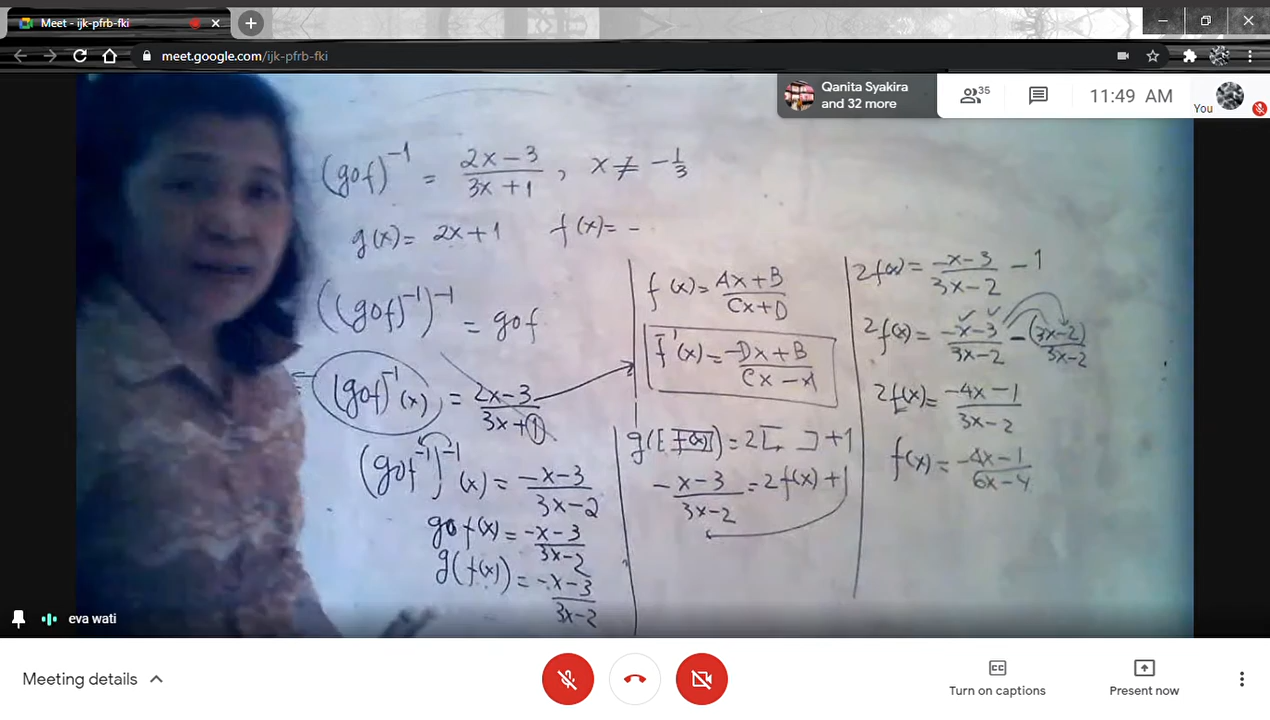 Meet - ijk-pfrb-fki
meet.google.com/ijk-pfrb-fki
Qanita Syakira
and 32 more
35
11:49 AM
You
(gof)⁻¹ = (2x-3)/(3x+1), x ≠ -1/3
g(x) = 2x+1 f(x) = -
((gof)⁻¹)⁻¹ = gof
= (gof)⁻¹(x) = (2x-3)/(3x+1)
(gof⁻¹)⁻¹(x) = (-x-3)/(3x-2)
gof(x) = (-x-3)/(3x-2)
g(f(x)) = (-x-3)/(3x-2)
f(x) = (Ax+B)/(Cx+D)
f⁻¹(x) = (-Dx+B)/(Cx-A)
g([f(x)]) = 2[ ]+1
(-x-3)/(3x-2) = 2f(x)+1
2f(x) = (-x-3)/(3x-2) -1
2f(x) = (-x-3)/(3x-2) - (3x-2)/(3x-2)
2f(x) = (-4x-1)/(3x-2)
f(x) = (-4x-1)/(6x-4)
eva wati
Meeting details
Turn on captions
Present now